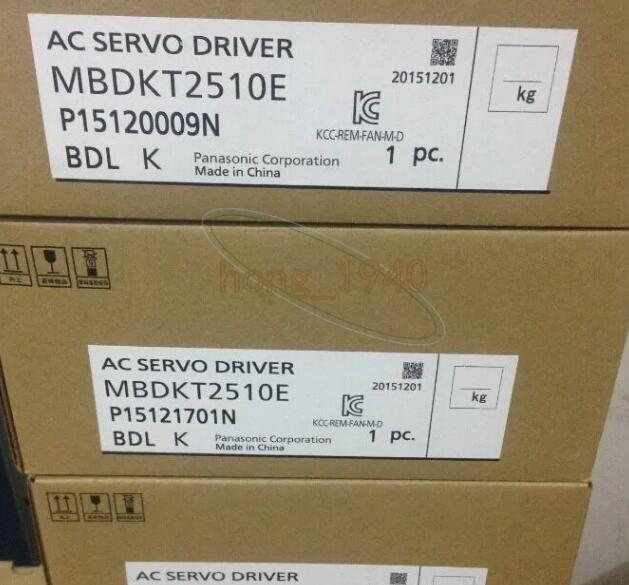 AC SERVO DRIVER
MBDKT2510E
20151201
kg
P15120009N
KCC-REM-FAN-M-D
BDL K
Panasonic Corporation
Made in China
1 pc.
hong_1940
AC SERVO DRIVER
MBDKT2510E
20151201
kg
P15121701N
KCC-REM-FAN-M-D
BDL K
Panasonic Corporation
Made in China
1 pc.
AC SERVO DRIVER